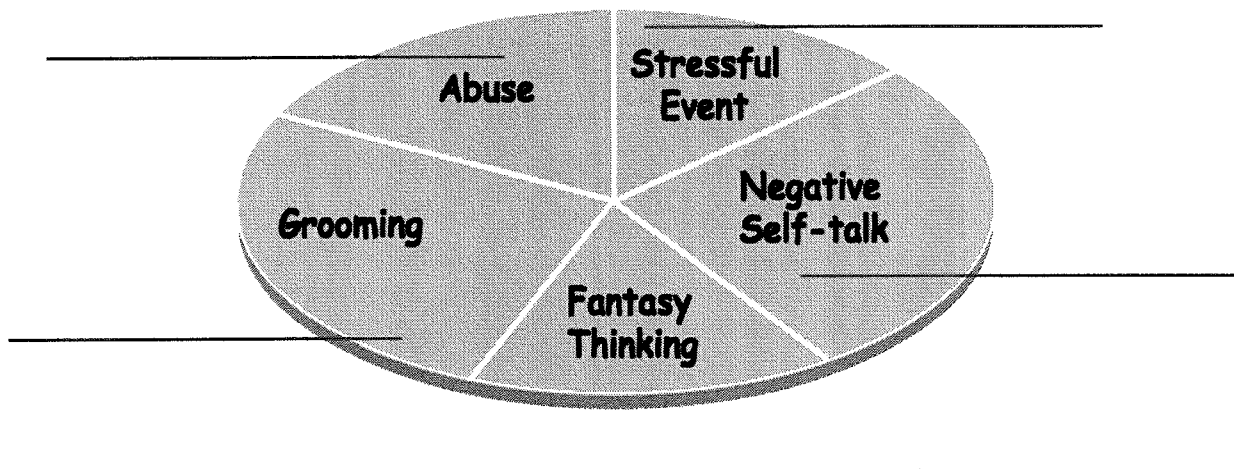 Abuse
Stressful
Event
Negative
Self-talk
Grooming
Fantasy
Thinking